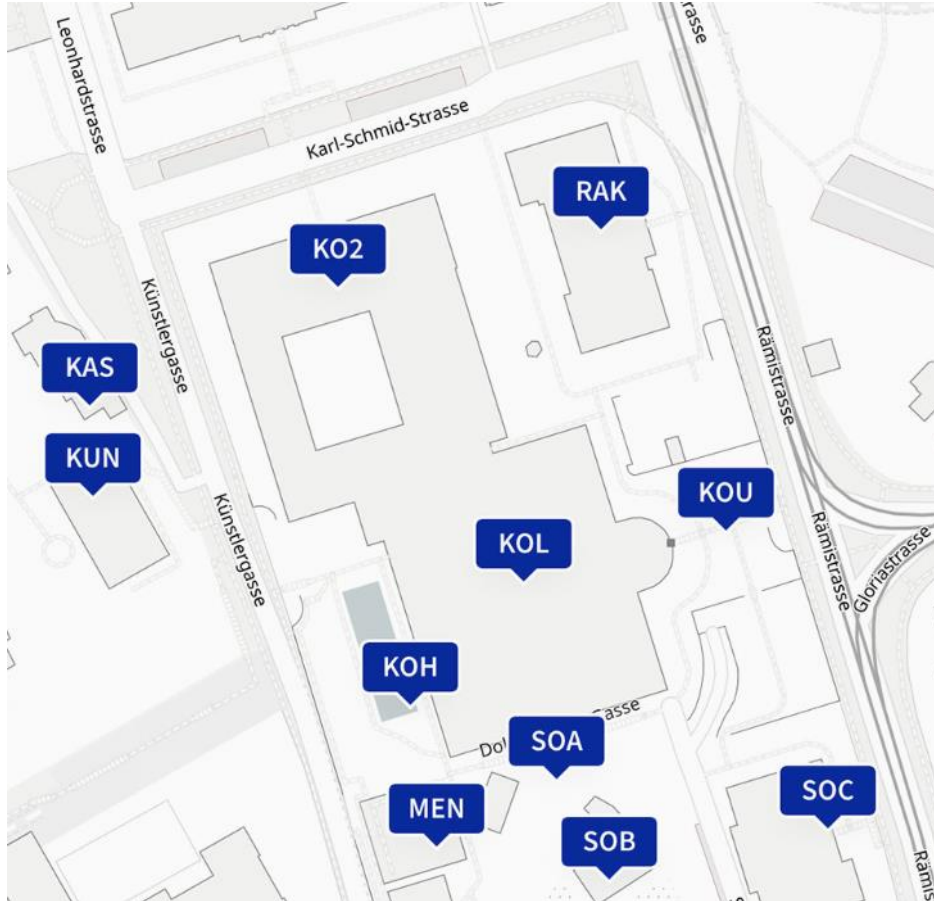 Leonhardstrasse
Karl-Schmid-Strasse
RAK
KO2
Künstlergasse
Rämistrasse
KAS
KUN
KOU
Künstlergasse
KOL
Rämistrasse
Gloriastrasse
KOH
SOA
SOC
MEN
SOB